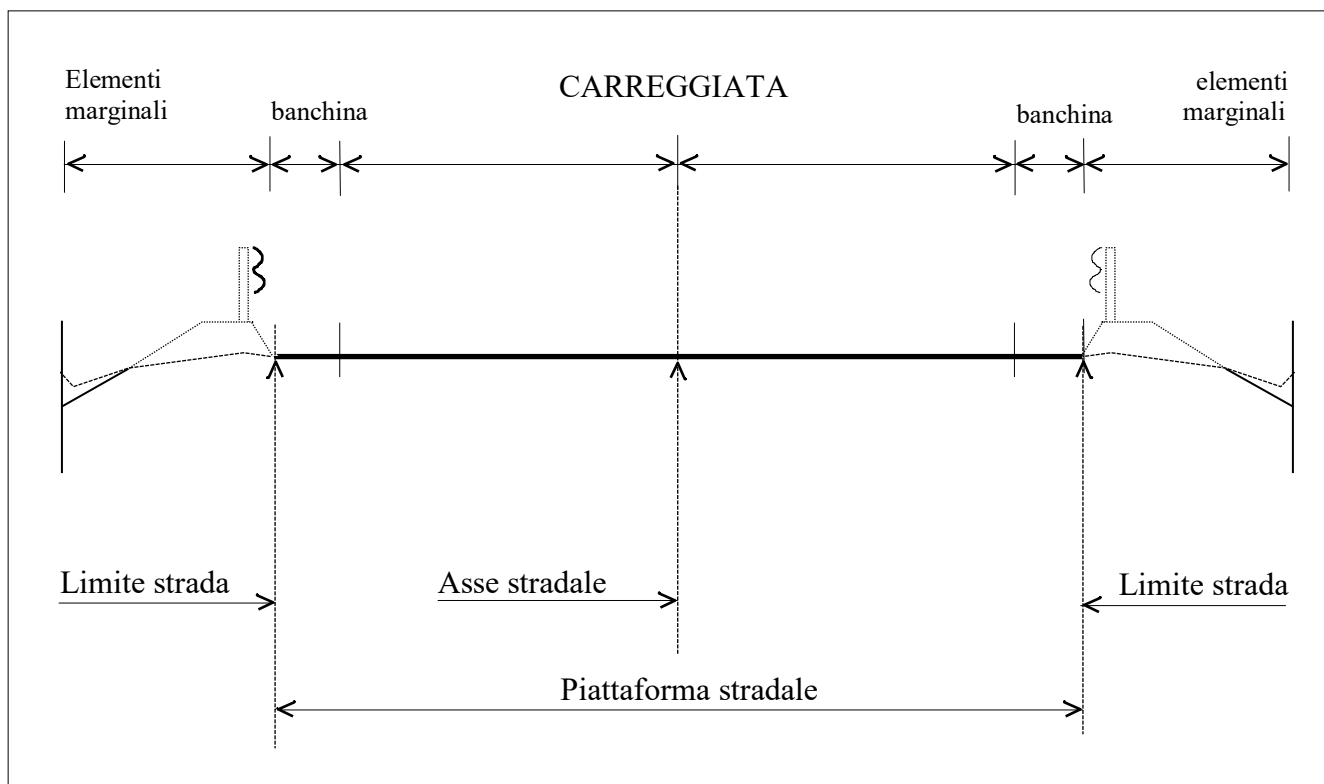 Elementi
marginali
banchina
CARREGGIATA
banchina
elementi
marginali
Limite strada
Asse stradale
Limite strada
Piattaforma stradale